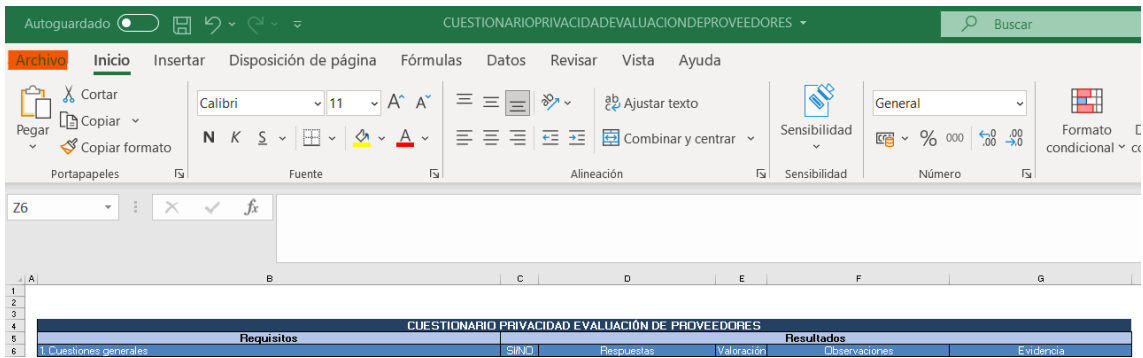 Autoguardado CUESTIONARIOPRIVACIDADEVALUACIONDEPROVEEDORES Buscar
Archivo Inicio Insertar Disposición de página Fórmulas Datos Revisar Vista Ayuda
Cortar
Copiar
Copiar formato
Pegar
Portapapeles
Calibri 11 A A
N K S A
Fuente
ab Ajustar texto
Combinar y centrar
Alineación
Sensibilidad
Sensibilidad
General
% 000 ,00 ,00
Número
Formato
condicional
Z6 fx
A B C D E F G
1
2
3
4 CUESTIONARIO PRIVACIDAD EVALUACIÓN DE PROVEEDORES
5 Requisitos Resultados
6 1. Cuestiones generales SI/NO Respuestas Valoración Observaciones Evidencia